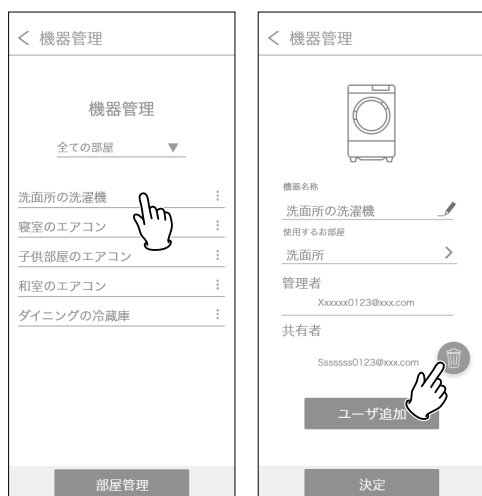 機器管理
機器管理
全ての部屋 ▼
洗面所の洗濯機
寝室のエアコン
子供部屋のエアコン
和室のエアコン
ダイニングの冷蔵庫
部屋管理
機器管理
機器名称
洗面所の洗濯機
使用するお部屋
洗面所
管理者
Xxxxxx0123@xxx.com
共有者
Sssssss0123@xxx.com
ユーザ追加
決定